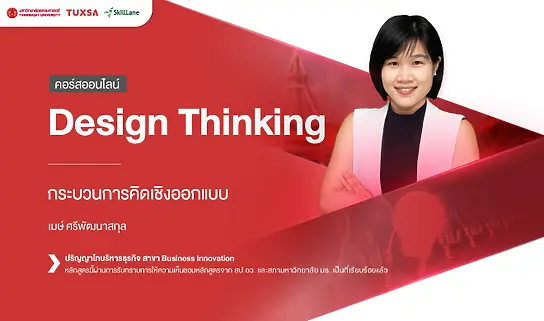 มหาวิทยาลัยธรรมศาสตร์
THAMMASAT UNIVERSITY
TUXSA
SkillLane
คอร์สออนไลน์
Design Thinking
กระบวนการคิดเชิงออกแบบ
เมษ์ ศรีพัฒนาสกุล
ปริญญาโทบริหารธุรกิจ สาขา Business Innovation
หลักสูตรนี้ผ่านการรับทราบการให้ความเห็นชอบหลักสูตรจาก สป.อว. และสภามหาวิทยาลัย มธ. เป็นที่เรียบร้อยแล้ว